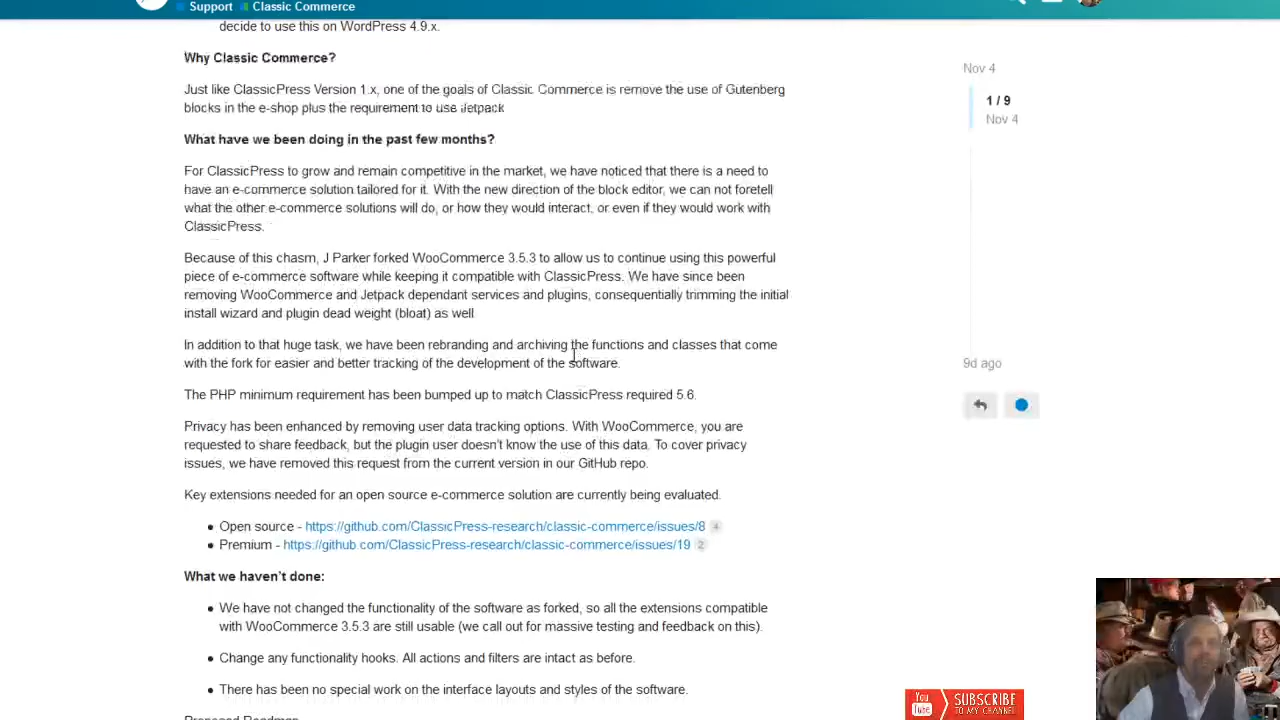 Support Classic Commerce
decide to use this on WordPress 4.9.x.
Why Classic Commerce?
Just like ClassicPress Version 1.x, one of the goals of Classic Commerce is remove the use of Gutenberg
blocks in the e-shop plus the requirement to use Jetpack
What have we been doing in the past few months?
For ClassicPress to grow and remain competitive in the market, we have noticed that there is a need to
have an e-commerce solution tailored for it. With the new direction of the block editor, we can not foretell
what the other e-commerce solutions will do, or how they would interact, or even if they would work with
ClassicPress.
Because of this chasm, J Parker forked WooCommerce 3.5.3 to allow us to continue using this powerful
piece of e-commerce software while keeping it compatible with ClassicPress. We have since been
removing WooCommerce and Jetpack dependant services and plugins, consequentially trimming the initial
install wizard and plugin dead weight (bloat) as well
In addition to that huge task, we have been rebranding and archiving the functions and classes that come
with the fork for easier and better tracking of the development of the software.
The PHP minimum requirement has been bumped up to match ClassicPress required 5.6.
Privacy has been enhanced by removing user data tracking options. With WooCommerce, you are
requested to share feedback, but the plugin user doesn't know the use of this data. To cover privacy
issues, we have removed this request from the current version in our GitHub repo.
Key extensions needed for an open source e-commerce solution are currently being evaluated.
Open source - https://github.com/ClassicPress-research/classic-commerce/issues/8 4
Premium - https://github.com/ClassicPress-research/classic-commerce/issues/19 2
What we haven't done:
We have not changed the functionality of the software as forked, so all the extensions compatible
with WooCommerce 3.5.3 are still usable (we call out for massive testing and feedback on this).
Change any functionality hooks. All actions and filters are intact as before.
There has been no special work on the interface layouts and styles of the software.
Proposed Roadmap
Nov 4
1 / 9
Nov 4
9d ago
You Tube
SUBSCRIBE
TO MY CHANNEL